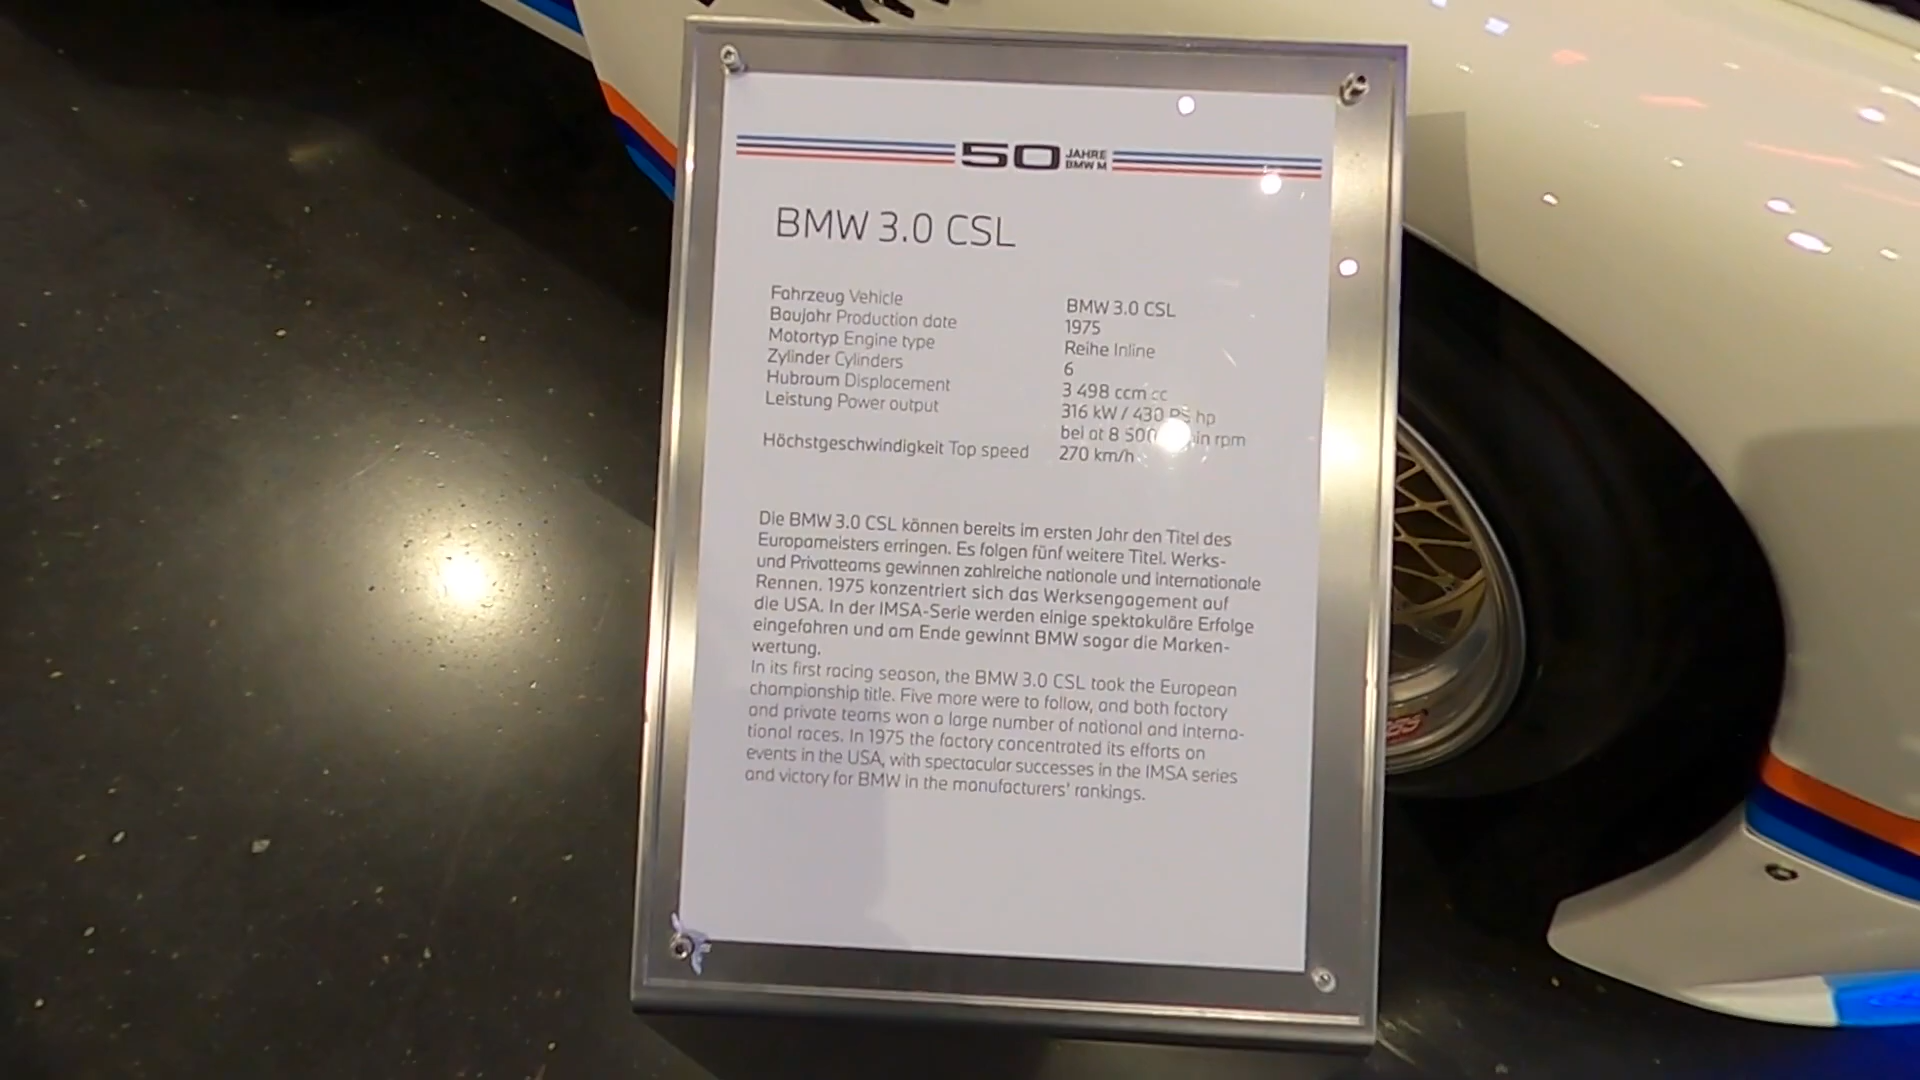 50 JAHRE
BMW M
BMW 3.0 CSL
Fahrzeug Vehicle BMW 3.0 CSL
Baujahr Production date 1975
Motortyp Engine type Reihe Inline
Zylinder Cylinders 6
Hubraum Displacement 3 498 ccm cc
Leistung Power output 316 kW / 430 PS hp
bei at 8 500 rpm
Höchstgeschwindigkeit Top speed 270 km/h
Die BMW 3.0 CSL können bereits im ersten Jahr den Titel des
Europameisters erringen. Es folgen fünf weitere Titel. Werks-
und Privatteams gewinnen zahlreiche nationale und internationale
Rennen. 1975 konzentriert sich das Werksengagement auf
die USA. In der IMSA-Serie werden einige spektakuläre Erfolge
eingefahren und am Ende gewinnt BMW sogar die Marken-
wertung.
In its first racing season, the BMW 3.0 CSL took the European
championship title. Five more were to follow, and both factory
and private teams won a large number of national and interna-
tional races. In 1975 the factory concentrated its efforts on
events in the USA, with spectacular successes in the IMSA series
and victory for BMW in the manufacturers' rankings.